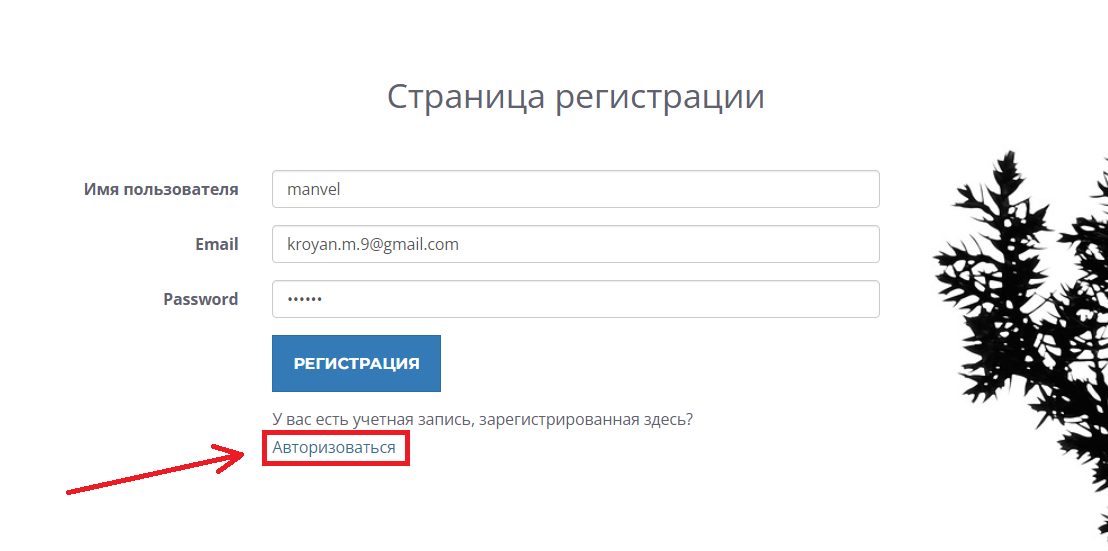 Страница регистрации
Имя пользователя manvel
Email kroyan.m.9@gmail.com
Password ••••••
РЕГИСТРАЦИЯ
У вас есть учетная запись, зарегистрированная здесь?
Авторизоваться